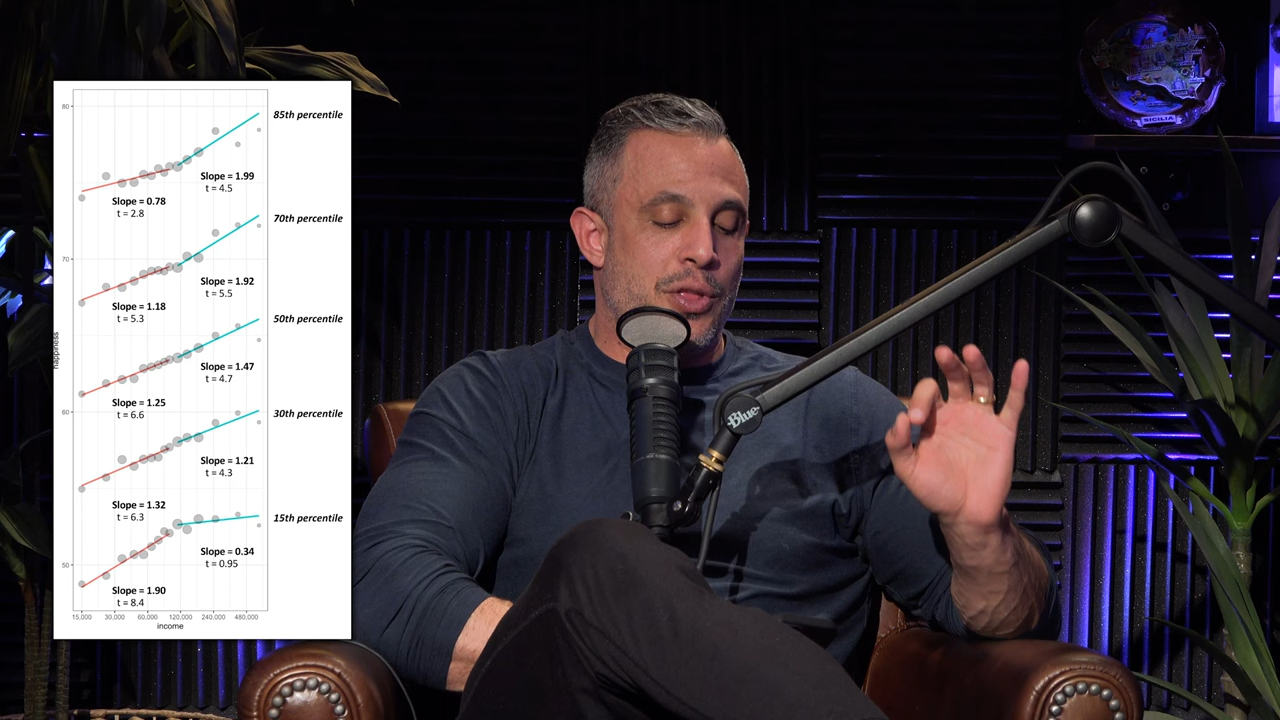 80
85th percentile
Slope = 1.99
t = 4.5
Slope = 0.78
t = 2.8
70th percentile
70
Slope = 1.92
t = 5.5
Slope = 1.18
t = 5.3
50th percentile
happiness
Slope = 1.47
t = 4.7
Slope = 1.25
t = 6.6
30th percentile
60
Slope = 1.21
t = 4.3
Slope = 1.32
t = 6.3
15th percentile
Slope = 0.34
t = 0.95
50
Slope = 1.90
t = 8.4
15,000 30,000 60,000 120,000 240,000 480,000
income
SICILIA
Blue